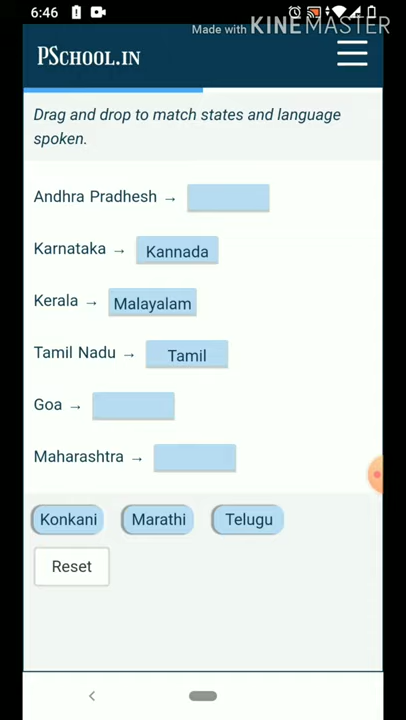 6:46
Made with KINEMASTER
PSCHOOL.IN
Drag and drop to match states and language
spoken.
Andhra Pradhesh →
Karnataka → Kannada
Kerala → Malayalam
Tamil Nadu → Tamil
Goa →
Maharashtra →
Konkani Marathi Telugu
Reset